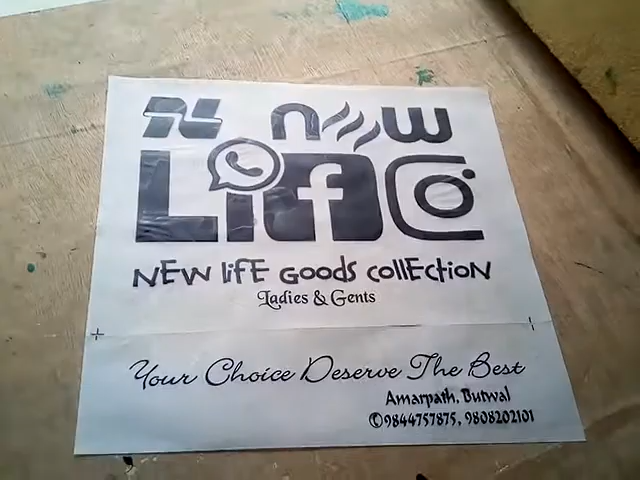 N new
Life
NEW liFE Goods collEction
Ladies & Gents
Your Choice Deserve The Best
Amarpath, Butwal
✆9844757875, 9808202101